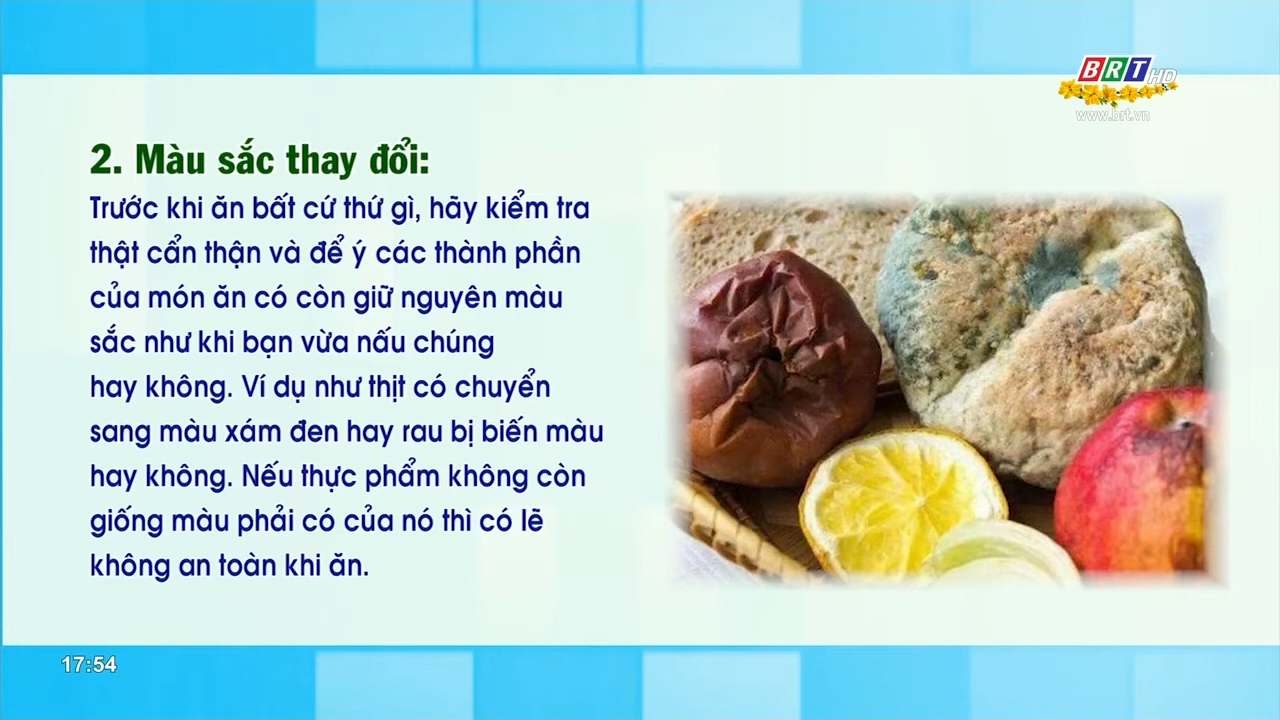 BRT HD
www.brt.vn
2. Màu sắc thay đổi:
Trước khi ăn bất cứ thứ gì, hãy kiểm tra
thật cẩn thận và để ý các thành phần
của món ăn có còn giữ nguyên màu
sắc như khi bạn vừa nấu chúng
hay không. Ví dụ như thịt có chuyển
sang màu xám đen hay rau bị biến màu
hay không. Nếu thực phẩm không còn
giống màu phải có của nó thì có lẽ
không an toàn khi ăn.
17:54